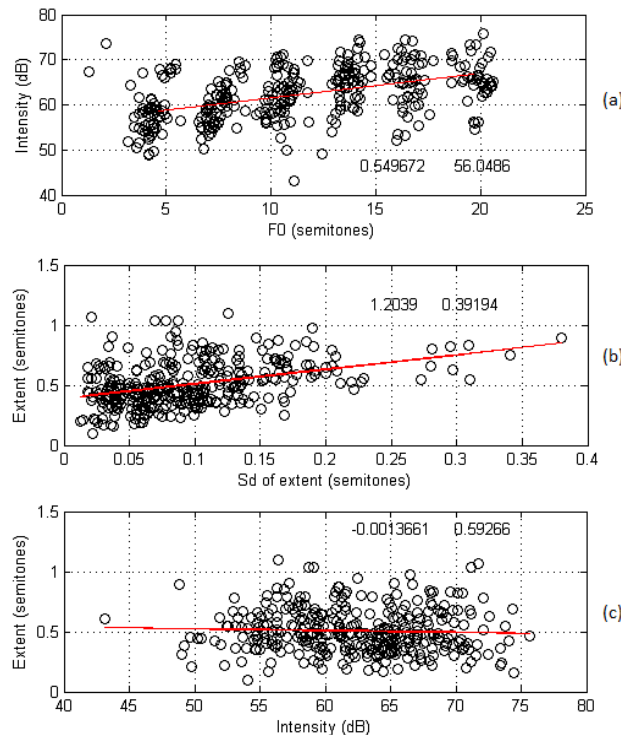 80
70
60
50
40
Intensity (dB)
0.549672 56.0486
0 5 10 15 20 25
F0 (semitones)
(a)
1.5
1
0.5
0
Extent (semitones)
1.2039 0.39194
0 0.05 0.1 0.15 0.2 0.25 0.3 0.35 0.4
Sd of extent (semitones)
(b)
1.5
1
0.5
0
Extent (semitones)
-0.0013661 0.59266
40 45 50 55 60 65 70 75 80
Intensity (dB)
(c)